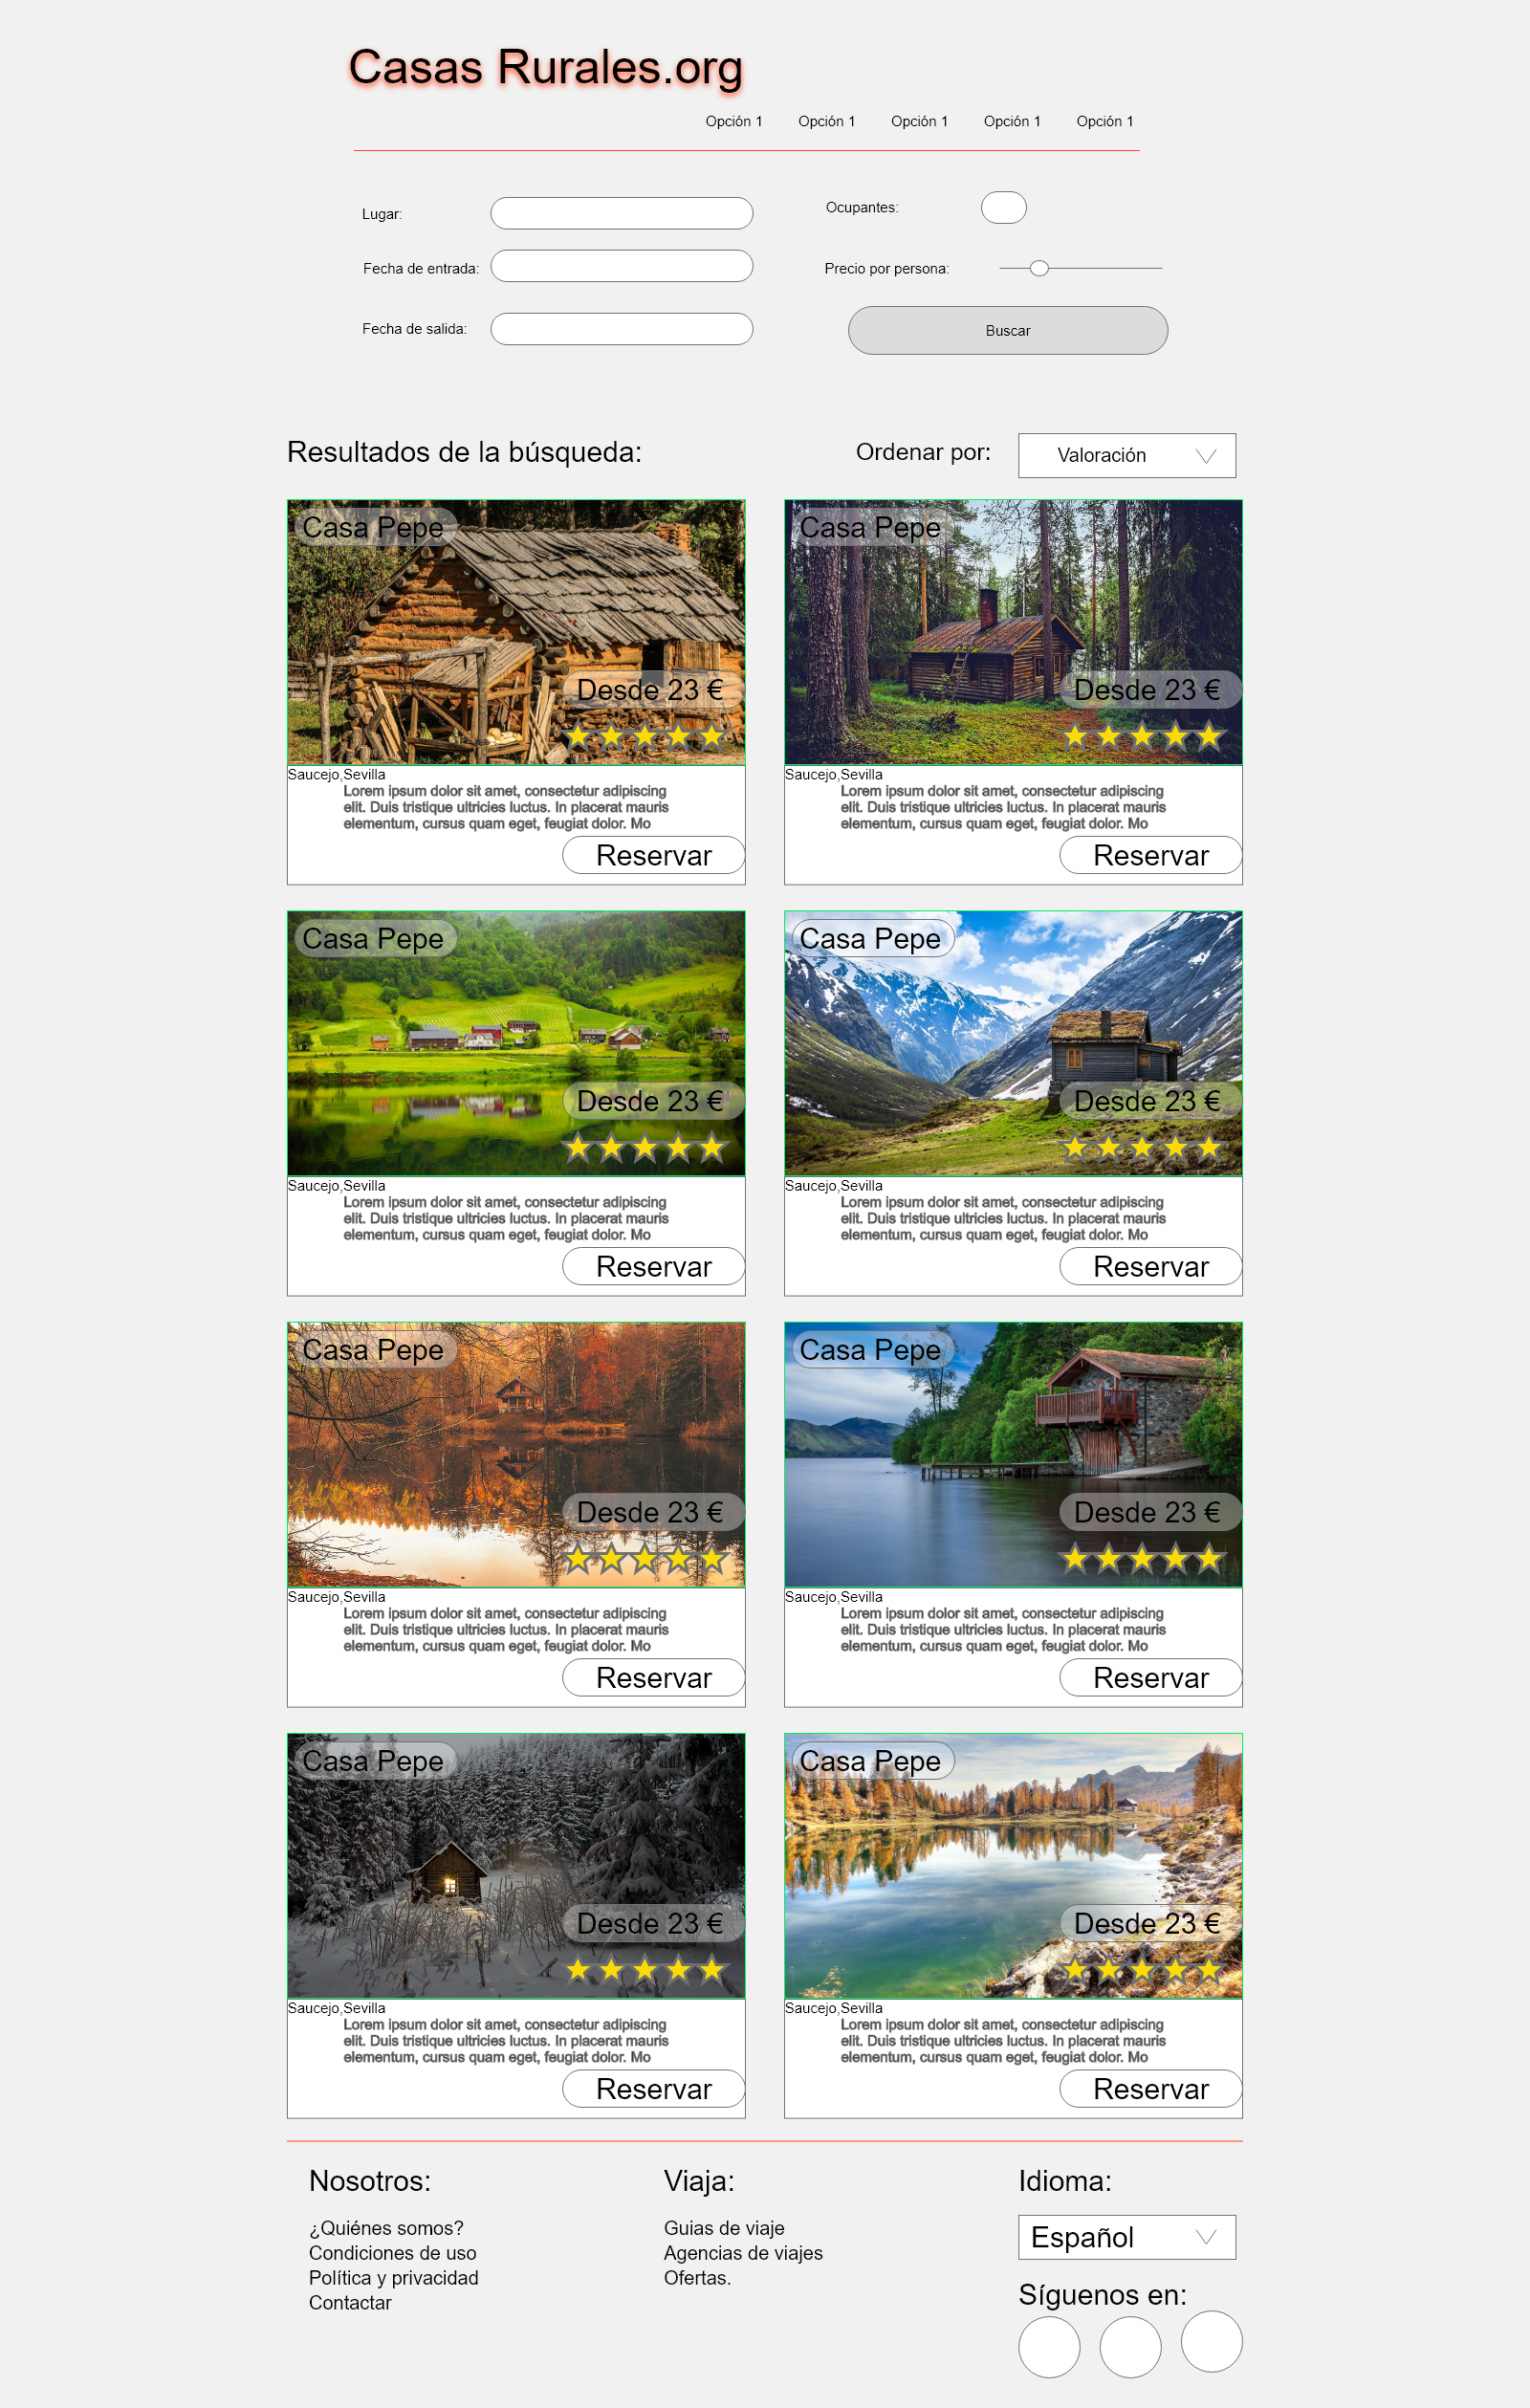 Casas Rurales.org
Opción 1 Opción 1 Opción 1 Opción 1 Opción 1
Lugar:
Ocupantes:
Fecha de entrada:
Precio por persona:
Fecha de salida:
Buscar
Resultados de la búsqueda:
Ordenar por:
Valoración
Casa Pepe
Desde 23 €
Saucejo,Sevilla
Lorem ipsum dolor sit amet, consectetur adipiscing
elit. Duis tristique ultricies luctus. In placerat mauris
elementum, cursus quam eget, feugiat dolor. Mo
Reservar
Casa Pepe
Desde 23 €
Saucejo,Sevilla
Lorem ipsum dolor sit amet, consectetur adipiscing
elit. Duis tristique ultricies luctus. In placerat mauris
elementum, cursus quam eget, feugiat dolor. Mo
Reservar
Casa Pepe
Desde 23 €
Saucejo,Sevilla
Lorem ipsum dolor sit amet, consectetur adipiscing
elit. Duis tristique ultricies luctus. In placerat mauris
elementum, cursus quam eget, feugiat dolor. Mo
Reservar
Casa Pepe
Desde 23 €
Saucejo,Sevilla
Lorem ipsum dolor sit amet, consectetur adipiscing
elit. Duis tristique ultricies luctus. In placerat mauris
elementum, cursus quam eget, feugiat dolor. Mo
Reservar
Casa Pepe
Desde 23 €
Saucejo,Sevilla
Lorem ipsum dolor sit amet, consectetur adipiscing
elit. Duis tristique ultricies luctus. In placerat mauris
elementum, cursus quam eget, feugiat dolor. Mo
Reservar
Casa Pepe
Desde 23 €
Saucejo,Sevilla
Lorem ipsum dolor sit amet, consectetur adipiscing
elit. Duis tristique ultricies luctus. In placerat mauris
elementum, cursus quam eget, feugiat dolor. Mo
Reservar
Casa Pepe
Desde 23 €
Saucejo,Sevilla
Lorem ipsum dolor sit amet, consectetur adipiscing
elit. Duis tristique ultricies luctus. In placerat mauris
elementum, cursus quam eget, feugiat dolor. Mo
Reservar
Casa Pepe
Desde 23 €
Saucejo,Sevilla
Lorem ipsum dolor sit amet, consectetur adipiscing
elit. Duis tristique ultricies luctus. In placerat mauris
elementum, cursus quam eget, feugiat dolor. Mo
Reservar
Nosotros:
¿Quiénes somos?
Condiciones de uso
Política y privacidad
Contactar
Viaja:
Guias de viaje
Agencias de viajes
Ofertas.
Idioma:
Español
Síguenos en: